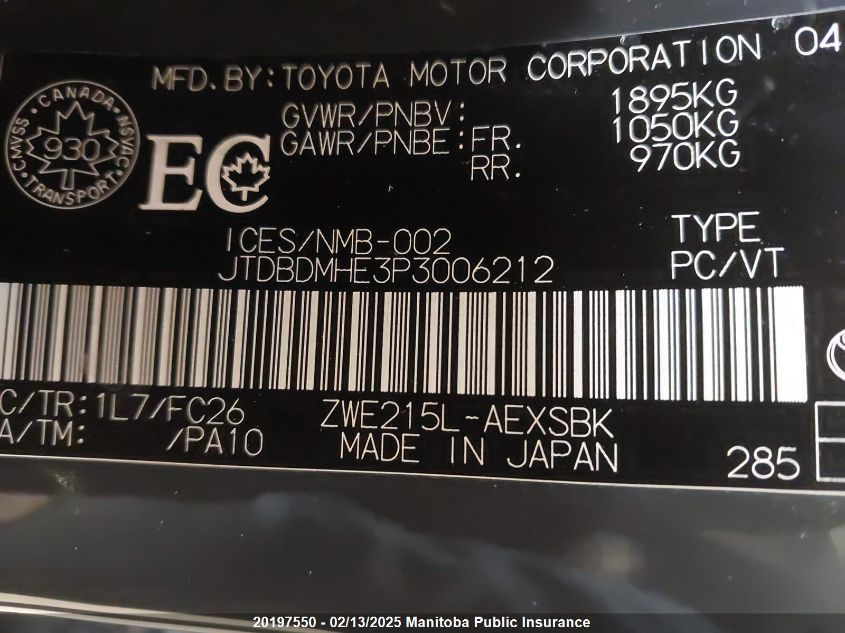 MFD.BY:TOYOTA MOTOR CORPORATION 04
GVWR/PNBV: 1895KG
GAWR/PNBE:FR. 1050KG
RR. 970KG
CANADA
CMVSS 930 NSVAC
TRANSPORT
EC
ICES/NMB-002
TYPE
JTDBDMHE3P3006212
PC/VT
C/TR:1L7/FC26
ZWE215L-AEXSBK
A/TM: /PA10
MADE IN JAPAN
285
20197550 - 02/13/2025 Manitoba Public Insurance